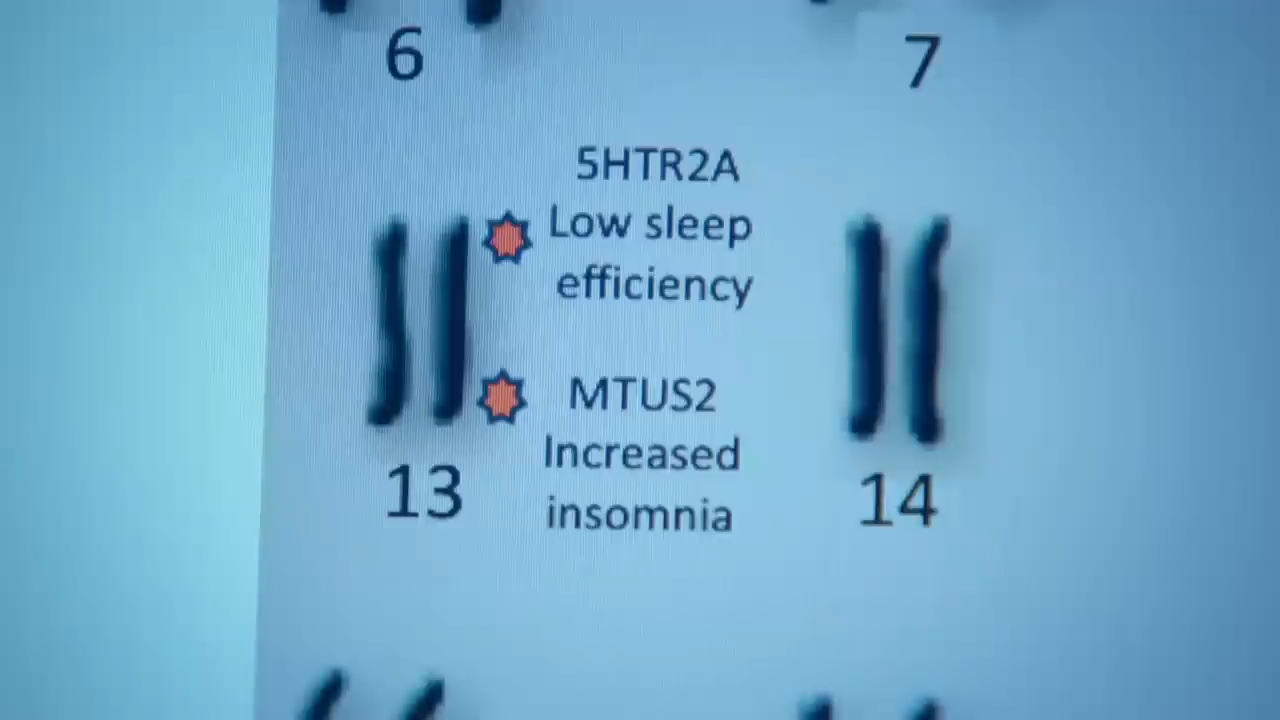 6
7
5HTR2A
Low sleep
efficiency
MTUS2
Increased
insomnia
13
14